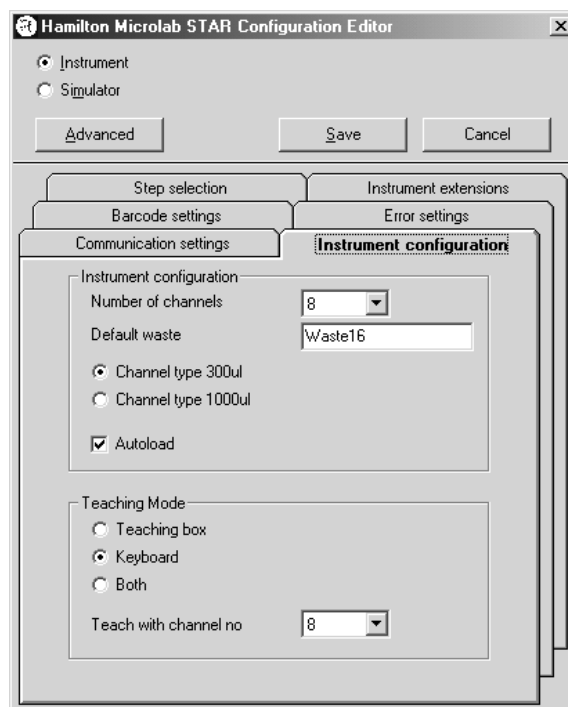 Hamilton Microlab STAR Configuration Editor
Instrument
Simulator
Advanced Save Cancel
Step selection Instrument extensions
Barcode settings Error settings
Communication settings Instrument configuration
Instrument configuration
Number of channels 8
Default waste Waste16
Channel type 300ul
Channel type 1000ul
Autoload
Teaching Mode
Teaching box
Keyboard
Both
Teach with channel no 8